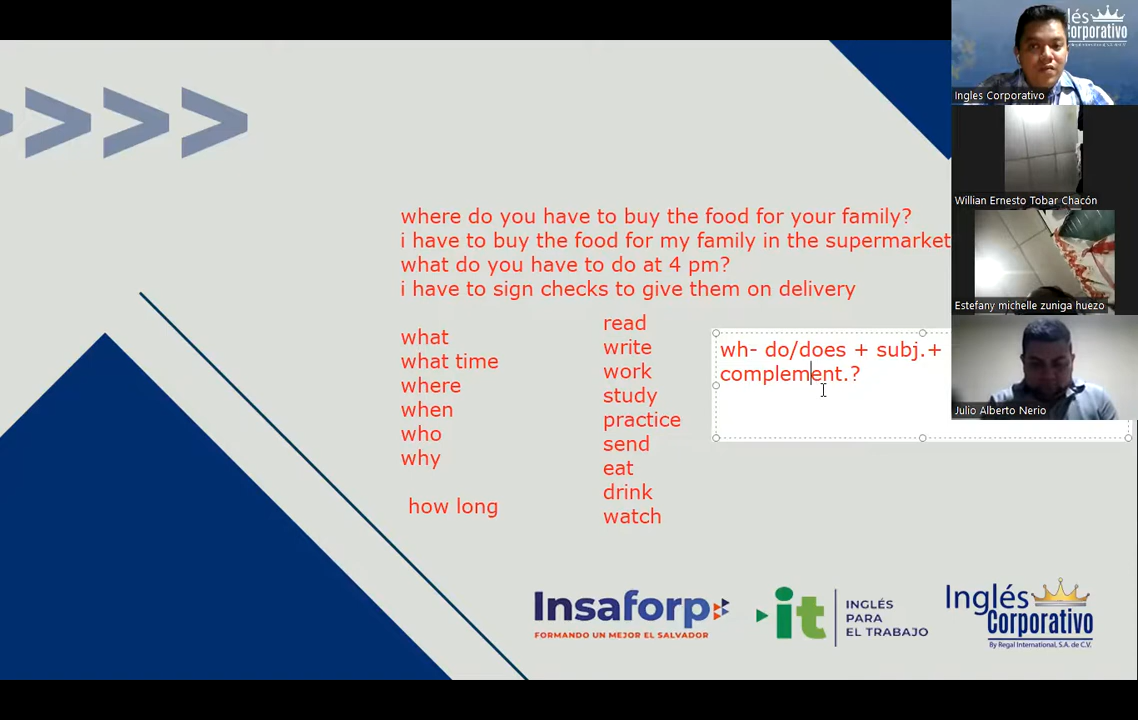 lés
Corporativo
Ingles Corporativo
Willian Ernesto Tobar Chacón
Estefany michelle zuniga huezo
Julio Alberto Nerio
where do you have to buy the food for your family?
i have to buy the food for my family in the supermarket
what do you have to do at 4 pm?
i have to sign checks to give them on delivery
what
what time
where
when
who
why
how long
read
write
work
study
practice
send
eat
drink
watch
wh- do/does + subj.+
complement.?
Insaforp
FORMANDO UN MEJOR EL SALVADOR
it
INGLÉS
PARA
EL TRABAJO
Inglés
Corporativo
By Regal International, S.A. de C.V.